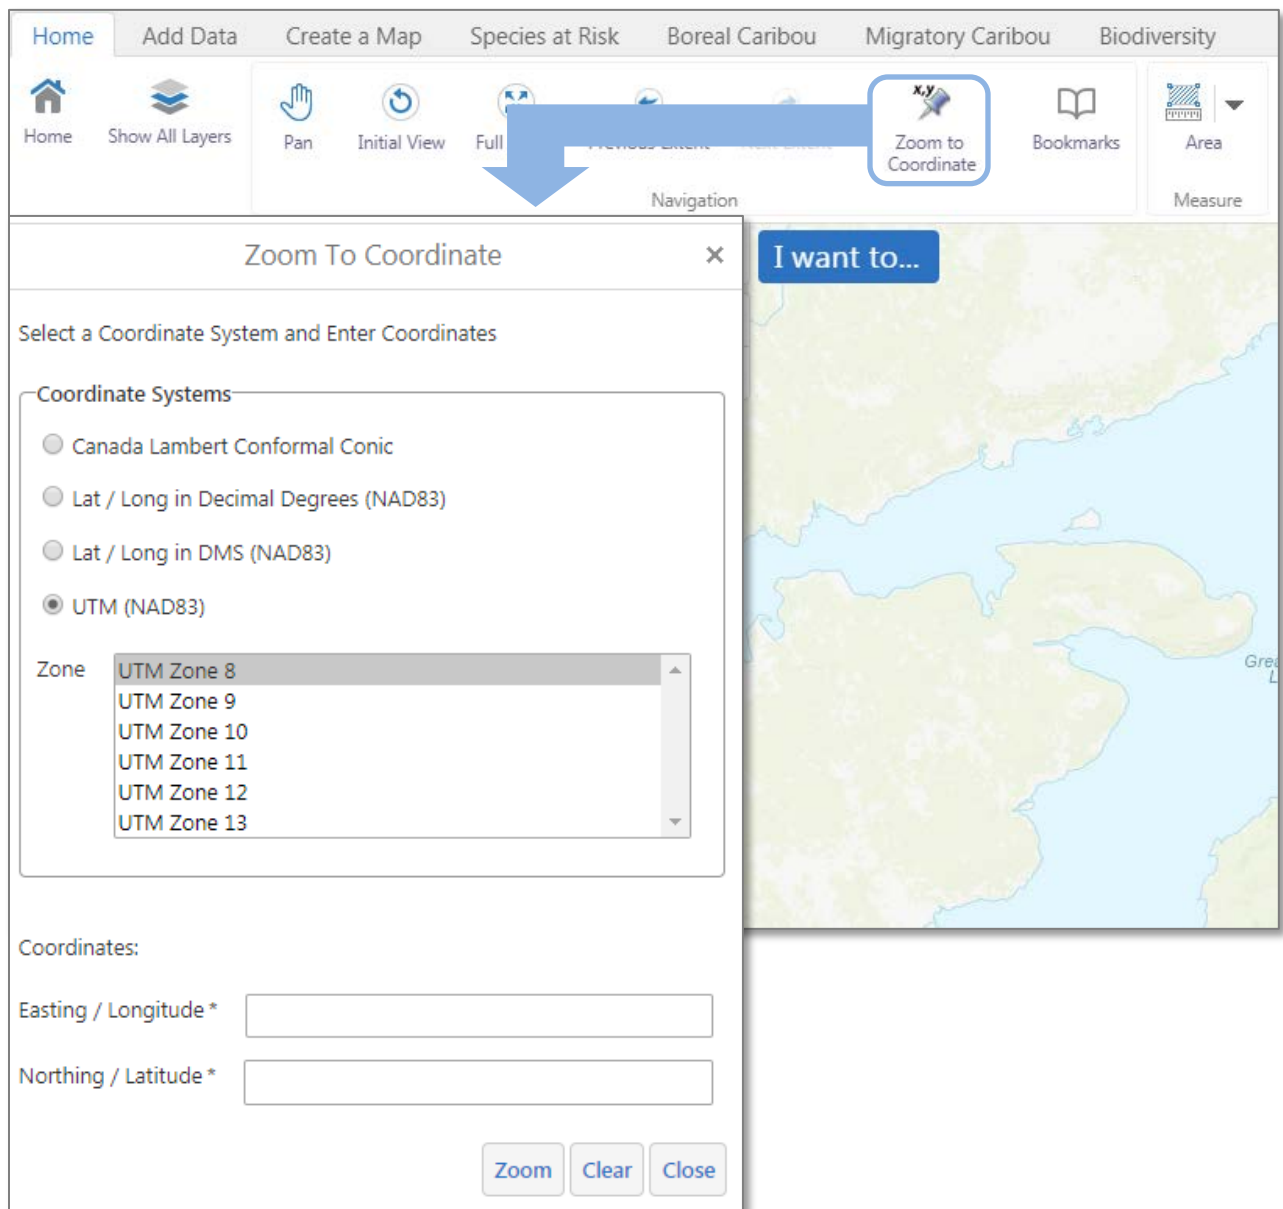 Home Add Data Create a Map Species at Risk Boreal Caribou Migratory Caribou Biodiversity
x,y
Home Show All Layers Pan Initial View Full Zoom to Bookmarks Area
Coordinate
Navigation Measure
Zoom To Coordinate ×
I want to...
Select a Coordinate System and Enter Coordinates
Coordinate Systems
Canada Lambert Conformal Conic
Lat / Long in Decimal Degrees (NAD83)
Lat / Long in DMS (NAD83)
UTM (NAD83)
Zone UTM Zone 8
UTM Zone 9
UTM Zone 10
UTM Zone 11
UTM Zone 12
UTM Zone 13
Coordinates:
Easting / Longitude *
Northing / Latitude *
Zoom Clear Close